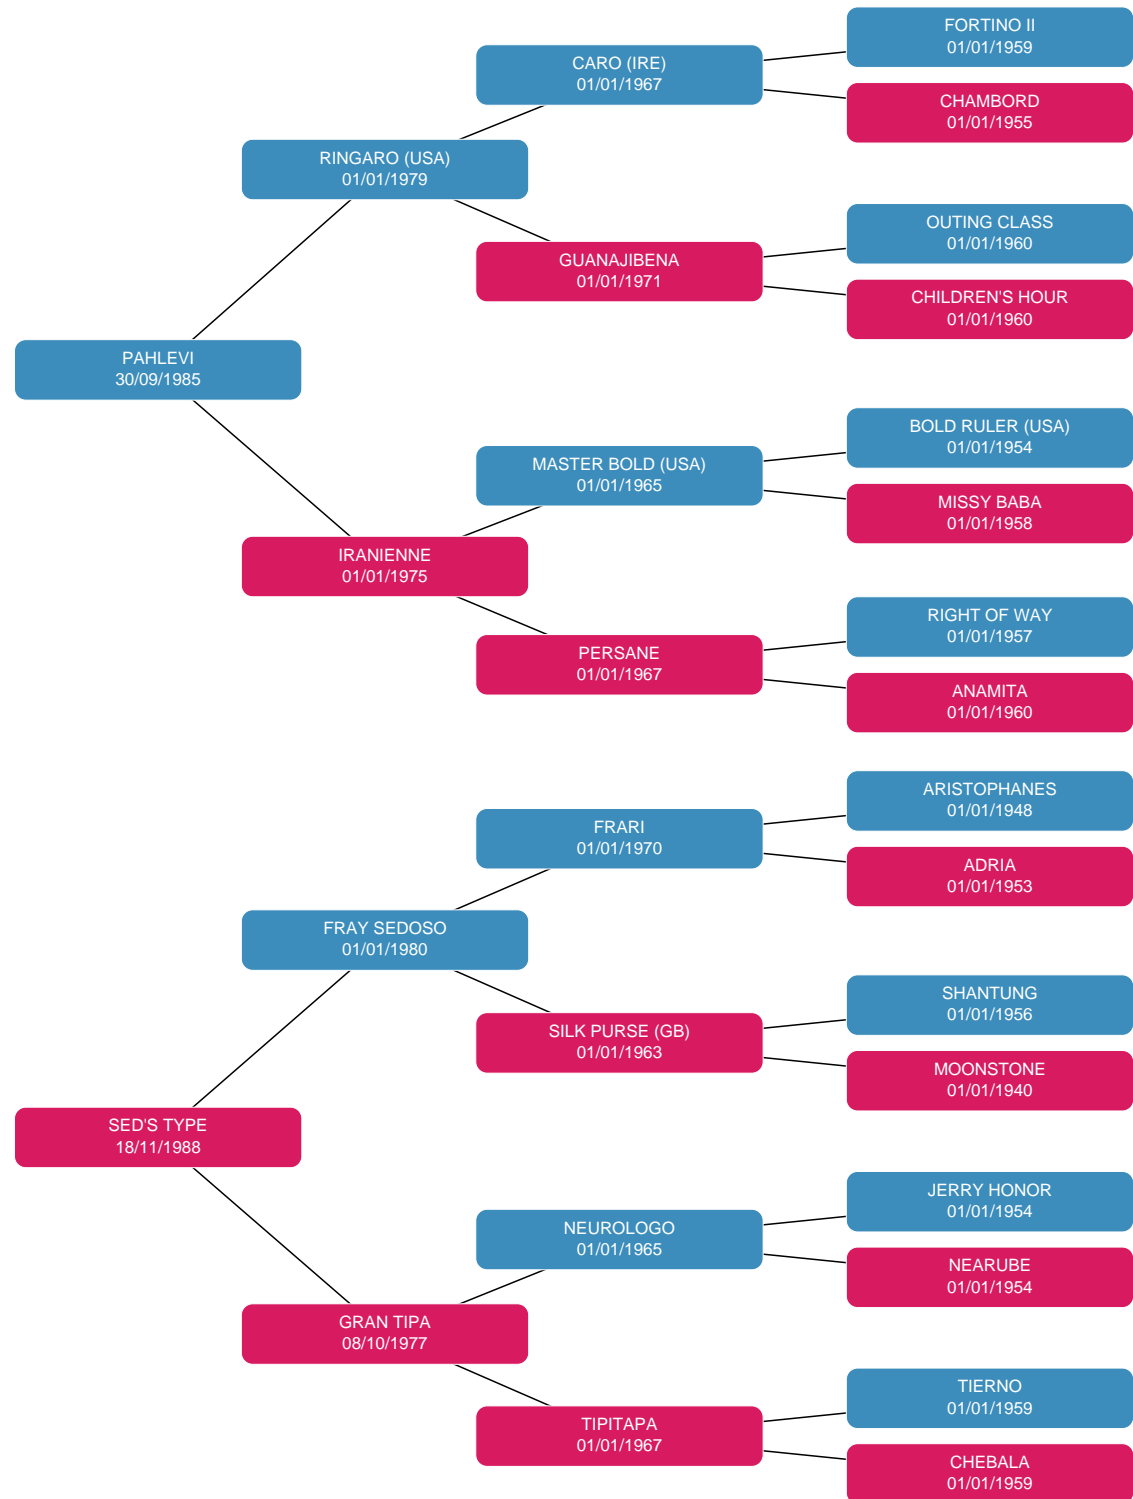 FORTINO II
01/01/1959
CARO (IRE)
01/01/1967
CHAMBORD
01/01/1955
RINGARO (USA)
01/01/1979
OUTING CLASS
01/01/1960
GUANAJIBENA
01/01/1971
CHILDREN'S HOUR
01/01/1960
PAHLEVI
30/09/1985
BOLD RULER (USA)
01/01/1954
MASTER BOLD (USA)
01/01/1965
MISSY BABA
01/01/1958
IRANIENNE
01/01/1975
RIGHT OF WAY
01/01/1957
PERSANE
01/01/1967
ANAMITA
01/01/1960
ARISTOPHANES
01/01/1948
FRARI
01/01/1970
ADRIA
01/01/1953
FRAY SEDOSO
01/01/1980
SHANTUNG
01/01/1956
SILK PURSE (GB)
01/01/1963
MOONSTONE
01/01/1940
SED'S TYPE
18/11/1988
JERRY HONOR
01/01/1954
NEUROLOGO
01/01/1965
NEARUBE
01/01/1954
GRAN TIPA
08/10/1977
TIERNO
01/01/1959
TIPITAPA
01/01/1967
CHEBALA
01/01/1959